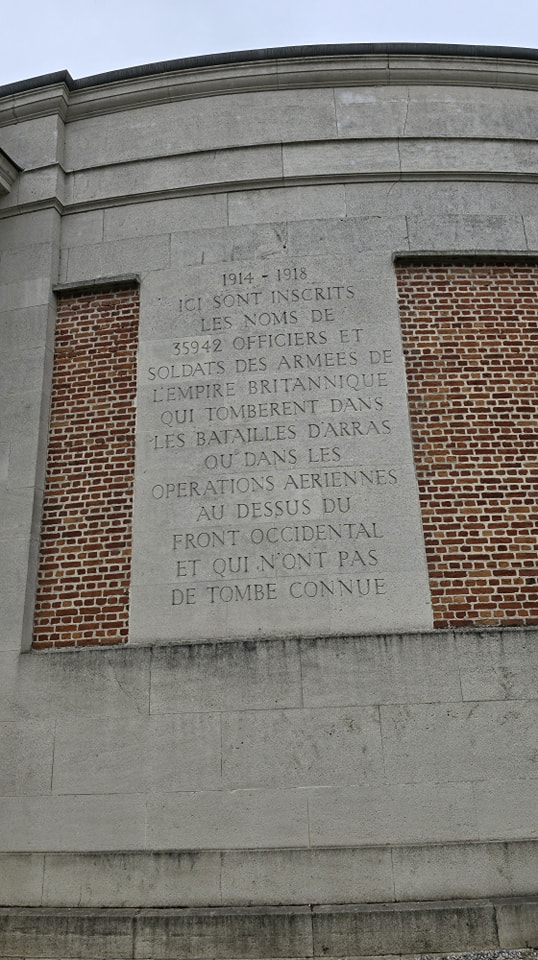 1914 - 1918
ICI SONT INSCRITS
LES NOMS DE
35942 OFFICIERS ET
SOLDATS DES ARMEES DE
L'EMPIRE BRITANNIQUE
QUI TOMBERENT DANS
LES BATAILLES D'ARRAS
OU DANS LES
OPERATIONS AERIENNES
AU DESSUS DU
FRONT OCCIDENTAL
ET QUI N'ONT PAS
DE TOMBE CONNUE